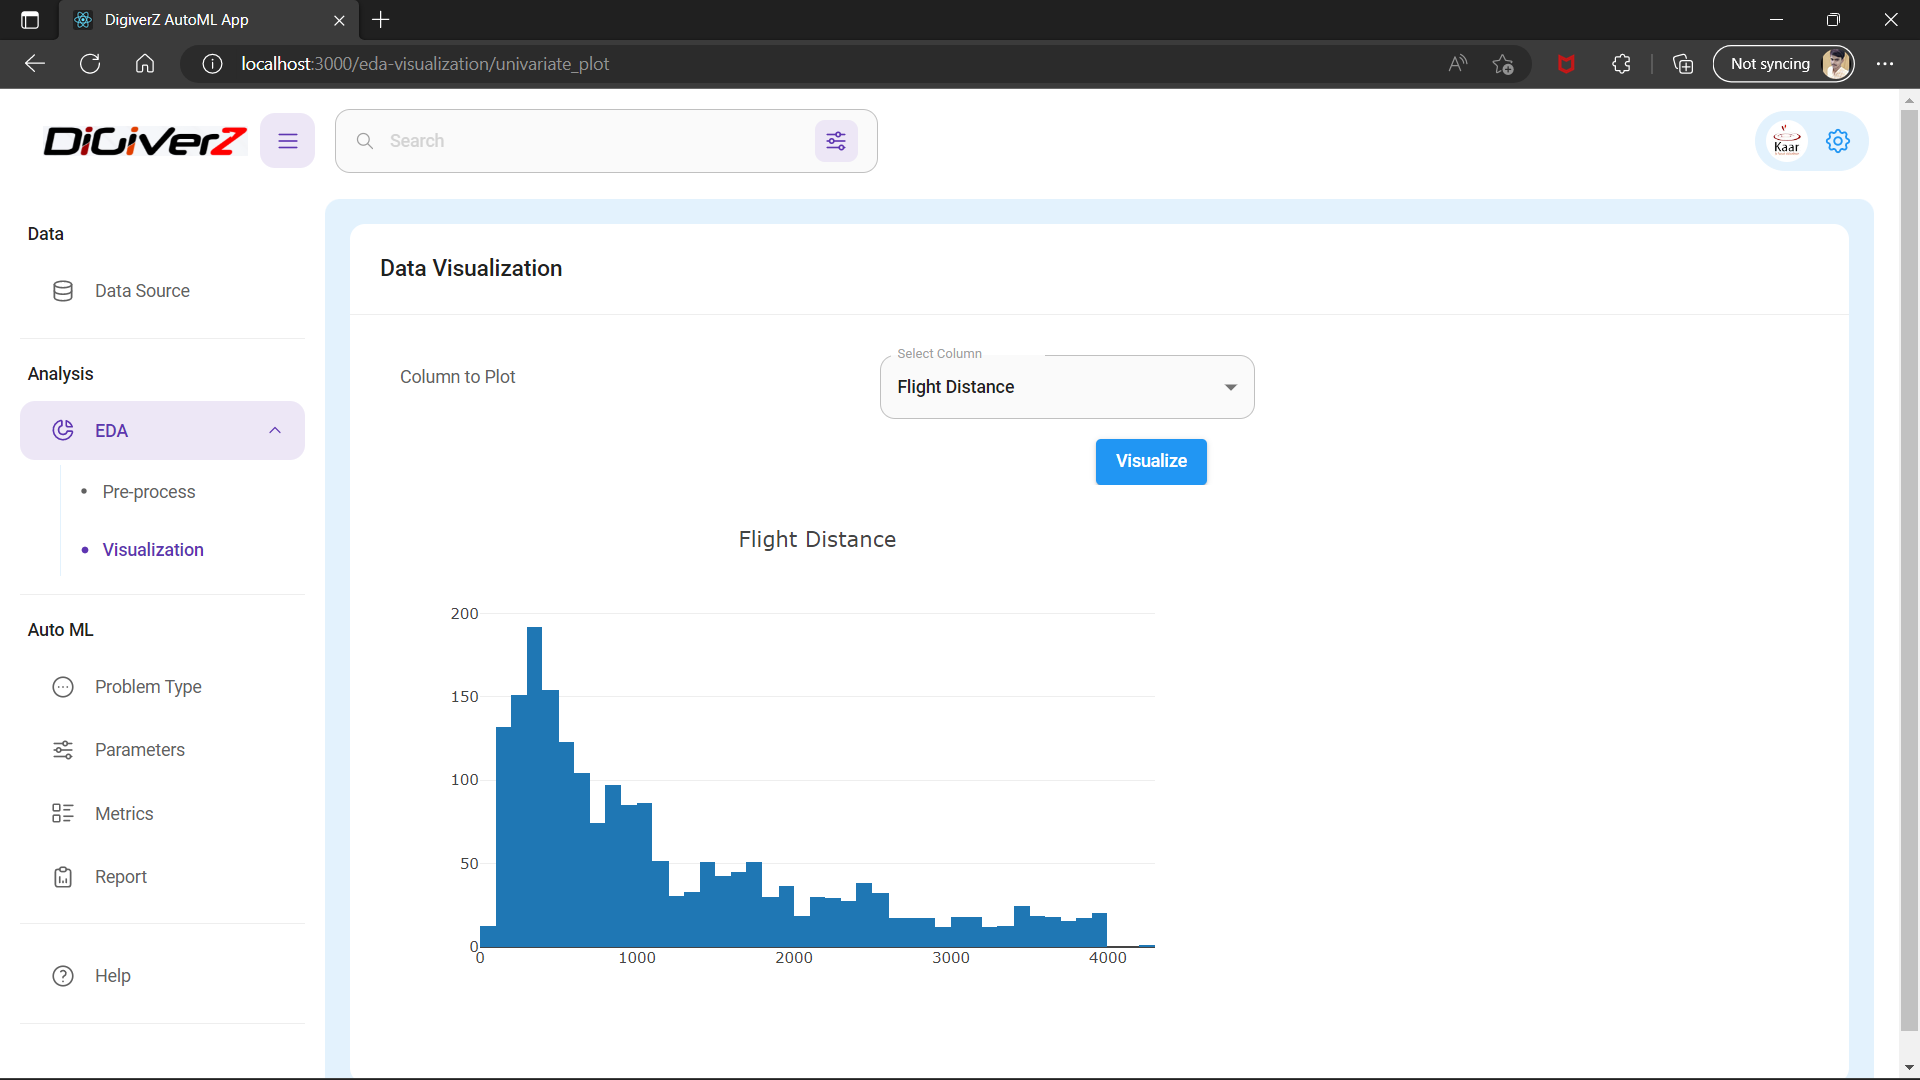 DigiverZ AutoML App
localhost:3000/eda-visualization/univariate_plot
Not syncing
DiGiVerZ
Search
Kaar
Data
Data Source
Analysis
EDA
Pre-process
Visualization
Auto ML
Problem Type
Parameters
Metrics
Report
Help
Data Visualization
Column to Plot
Select Column
Flight Distance
Visualize
Flight Distance
200
150
100
50
0
0 1000 2000 3000 4000